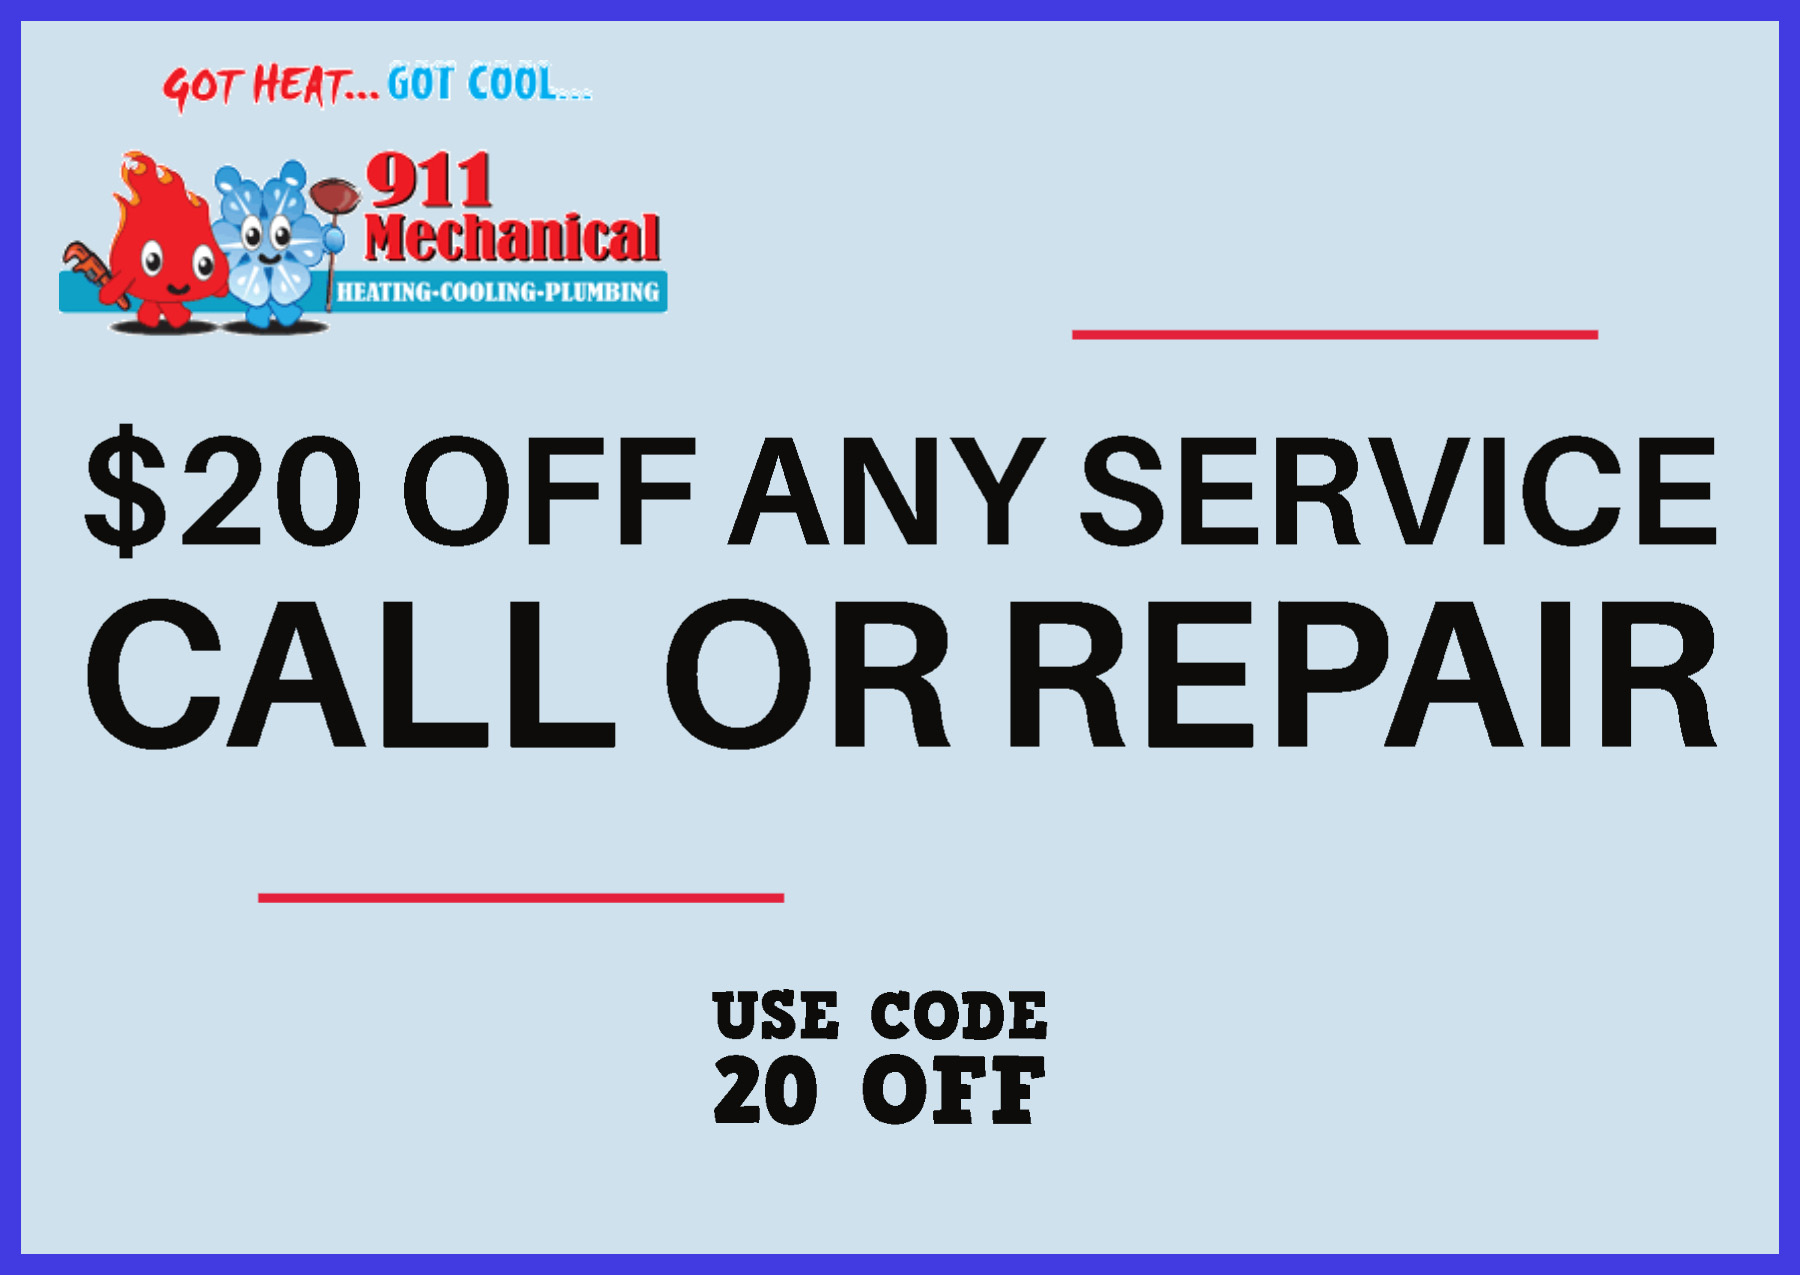 GOT HEAT... GOT COOL...
911
Mechanical
HEATING-COOLING-PLUMBING
$20 OFF ANY SERVICE
CALL OR REPAIR
USE CODE
20 OFF